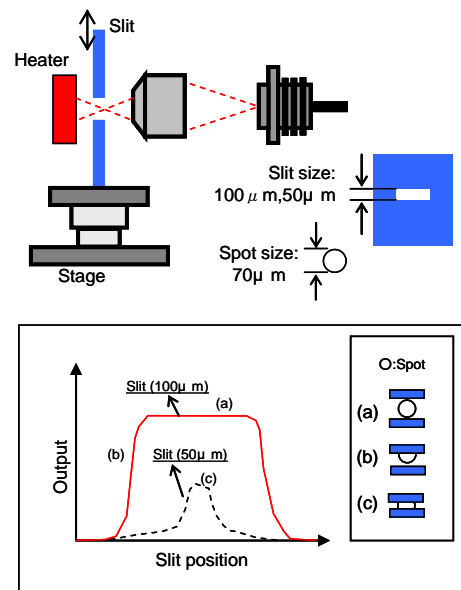 Slit
Heater
Slit size:
100μm,50μm
Spot size:
70μm
Stage
Output
Slit (100μm)
(a)
(b)
Slit (50μm)
(c)
Slit position
O:Spot
(a)
(b)
(c)